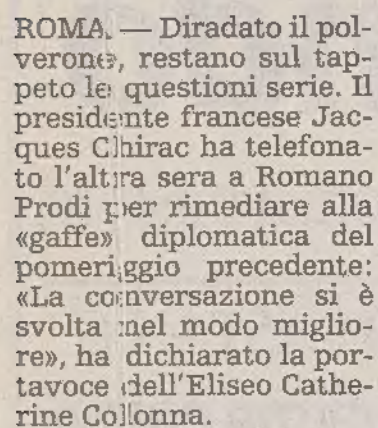 ROMA. — Diradato il pol-
verone, restano sul tap-
peto le questioni serie. Il
presidente francese Jac-
ques Chirac ha telefona-
to l'altra sera a Romano
Prodi per rimediare alla
«gaffe» diplomatica del
pomeriggio precedente:
«La conversazione si è
svolta nel modo miglio-
re», ha dichiarato la por-
tavoce dell'Eliseo Cathe-
rine Collonna.